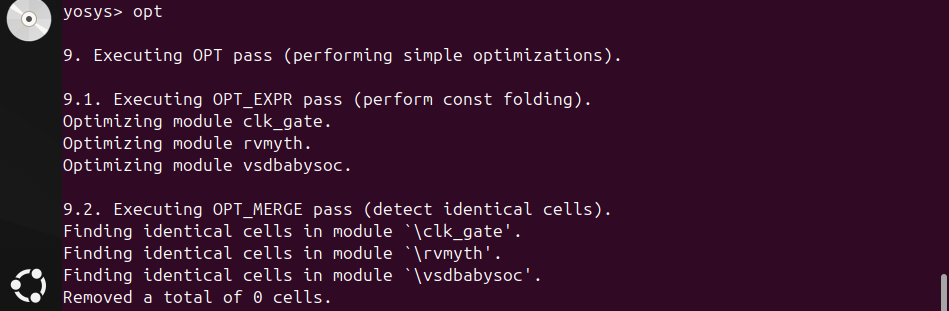 yosys> opt
9. Executing OPT pass (performing simple optimizations).
9.1. Executing OPT_EXPR pass (perform const folding).
Optimizing module clk_gate.
Optimizing module rvmyth.
Optimizing module vsdbabysoc.
9.2. Executing OPT_MERGE pass (detect identical cells).
Finding identical cells in module `\clk_gate'.
Finding identical cells in module `\rvmyth'.
Finding identical cells in module `\vsdbabysoc'.
Removed a total of 0 cells.